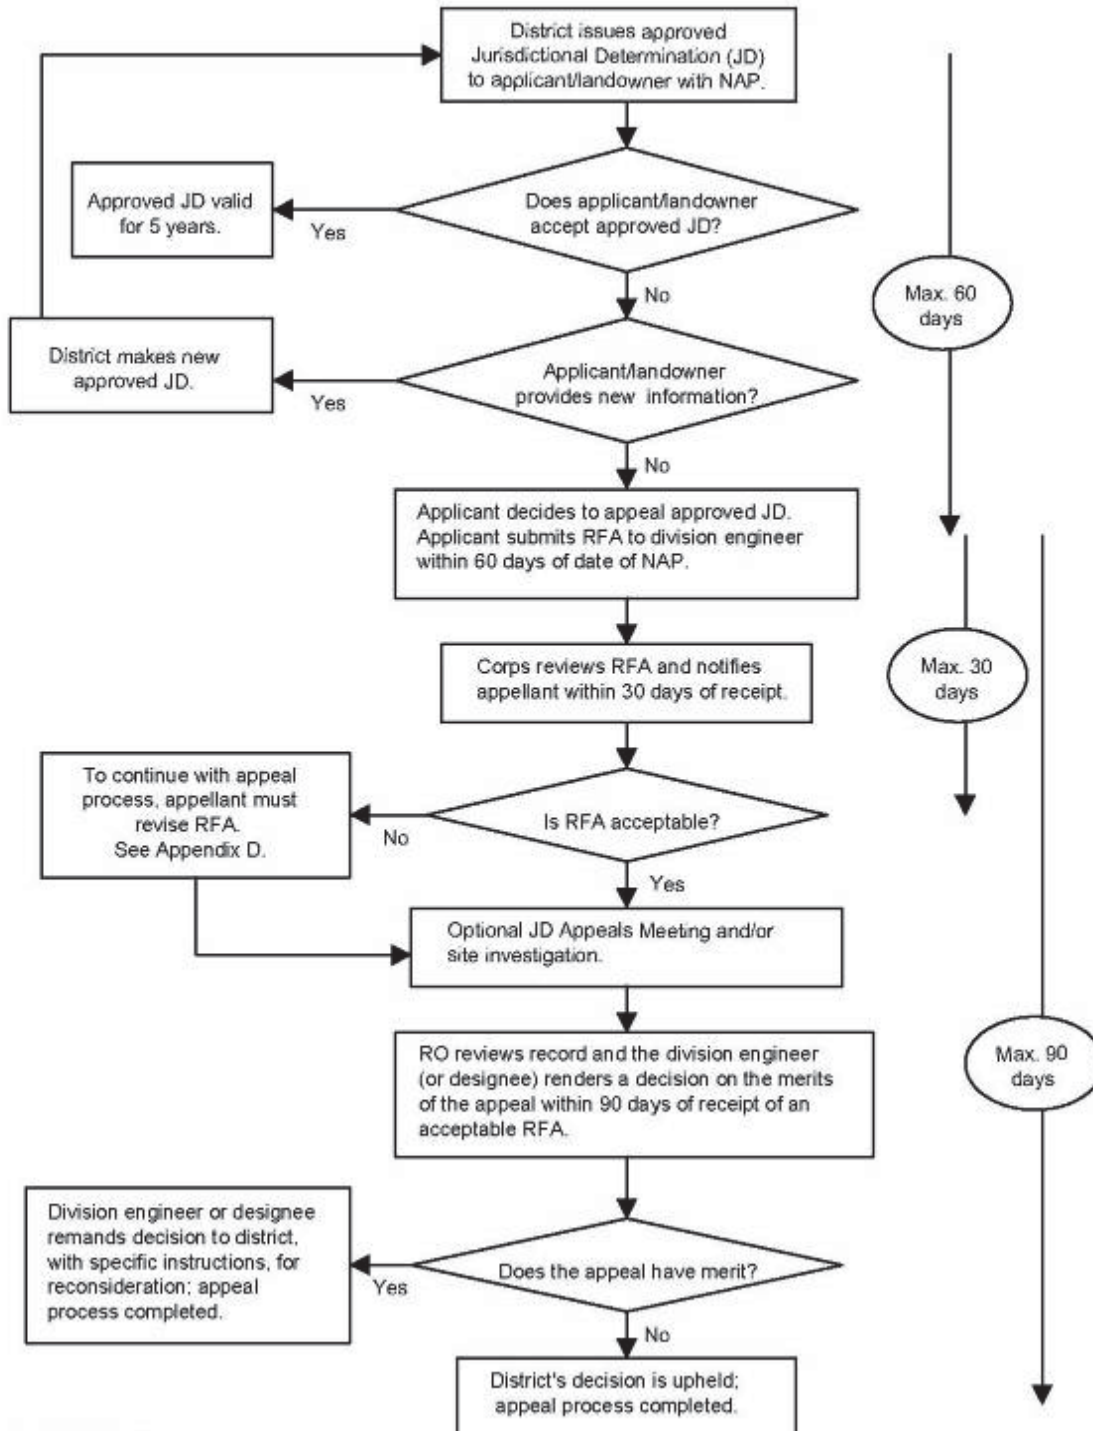 District issues approved
Jurisdictional Determination (JD)
to applicant/landowner with NAP.
Does applicant/landowner
accept approved JD?
Yes
Approved JD valid
for 5 years.
No
Max. 60
days
Applicant/landowner
provides new information?
Yes
District makes new
approved JD.
No
Applicant decides to appeal approved JD.
Applicant submits RFA to division engineer
within 60 days of date of NAP.
Corps reviews RFA and notifies
appellant within 30 days of receipt.
Max. 30
days
Is RFA acceptable?
No
To continue with appeal
process, appellant must
revise RFA.
See Appendix D.
Yes
Optional JD Appeals Meeting and/or
site investigation.
RO reviews record and the division engineer
(or designee) renders a decision on the merits
of the appeal within 90 days of receipt of an
acceptable RFA.
Max. 90
days
Does the appeal have merit?
Yes
Division engineer or designee
remands decision to district,
with specific instructions, for
reconsideration; appeal
process completed.
No
District's decision is upheld;
appeal process completed.